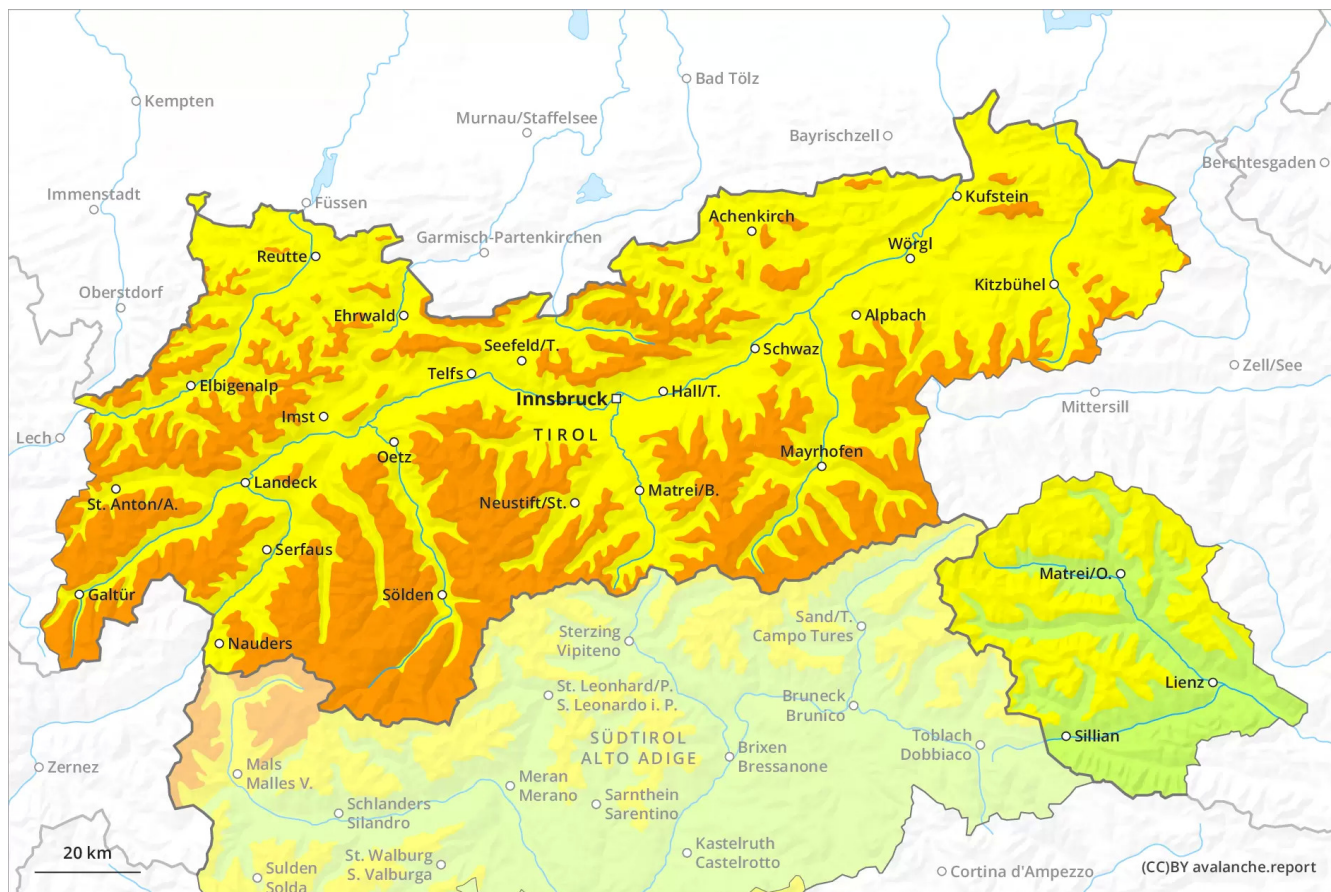 Bad Tölz
Kempten
Murnau/Staffelsee
Bayrischzell
Berchtesgaden
Immenstadt
Füssen
Kufstein
Achenkirch
Garmisch-Partenkirchen
Wörgl
Reutte
Oberstdorf
Kitzbühel
Ehrwald
Alpbach
Seefeld/T.
Schwaz
Zell/See
Telfs
Elbigenalp
Hall/T.
Innsbruck
Mittersill
Imst
TIROL
Lech
Oetz
Mayrhofen
Landeck
Matrei/B.
St. Anton/A.
Neustift/St.
Serfaus
Matrei/O.
Galtür
Sölden
Sand/T.
Campo Tures
Sterzing
Vipiteno
Nauders
Lienz
St. Leonhard/P.
S. Leonardo i. P.
Bruneck
Brunico
Sillian
SÜDTIROL
ALTO ADIGE
Toblach
Dobbiaco
Brixen
Bressanone
Zernez
Mals
Malles V.
Meran
Merano
Sarnthein
Sarentino
Schlanders
Silandro
Kastelruth
Castelrotto
20 km
St. Walburg
S. Valburga
Sulden
Solda
Cortina d'Ampezzo
(CC)BY avalanche.report